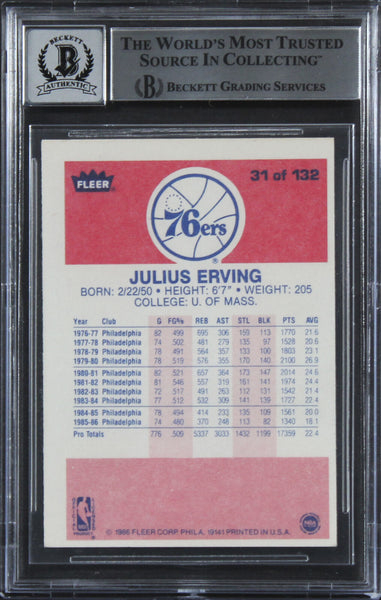 BECKETT
B
AUTHENTIC
THE WORLD'S MOST TRUSTED
SOURCE IN COLLECTING™
B BECKETT GRADING SERVICES
FLEER
31 of 132
76ers
JULIUS ERVING
BORN: 2/22/50 • HEIGHT: 6'7" • WEIGHT: 205
COLLEGE: U. OF MASS.
Year Club G FG% REB AST STL BLK PTS AVG
1976-77 Philadelphia 82 .499 695 306 159 113 1770 21.6
1977-78 Philadelphia 74 .502 481 279 135 97 1528 20.6
1978-79 Philadelphia 78 .491 564 357 133 100 1803 23.1
1979-80 Philadelphia 78 .519 576 355 170 140 2100 26.9
1980-81 Philadelphia 82 .521 657 364 173 147 2014 24.6
1981-82 Philadelphia 81 .546 557 319 161 141 1974 24.4
1982-83 Philadelphia 72 .517 491 263 112 131 1542 21.4
1983-84 Philadelphia 77 .512 532 309 141 139 1727 22.4
1984-85 Philadelphia 78 .494 414 233 135 109 1561 20.0
1985-86 Philadelphia 74 .480 370 248 113 82 1340 18.1
Pro Totals 776 .509 5337 3033 1432 1199 17359 22.4
NBA
© 1986 FLEER CORP. PHILA. 19141 PRINTED IN U.S.A.